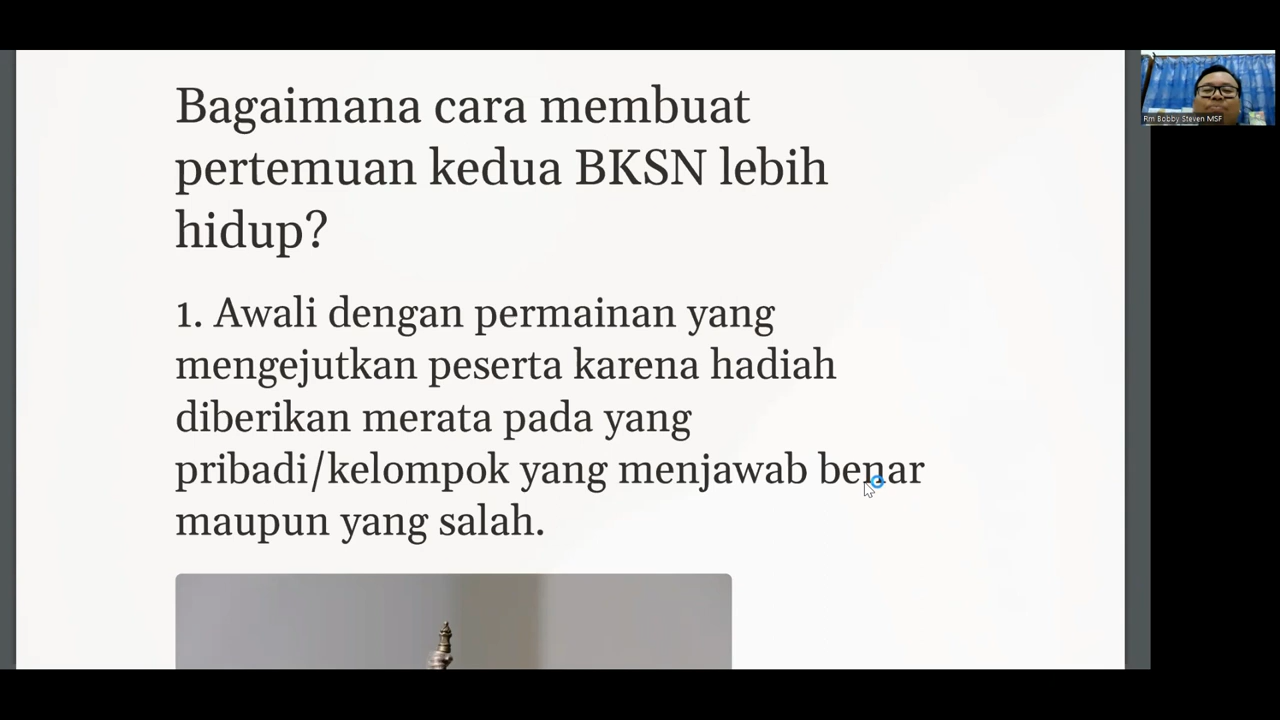 Bagaimana cara membuat
pertemuan kedua BKSN lebih
hidup?
1. Awali dengan permainan yang
mengejutkan peserta karena hadiah
diberikan merata pada yang
pribadi/kelompok yang menjawab benar
maupun yang salah.
Rm Bobby Steven MSF